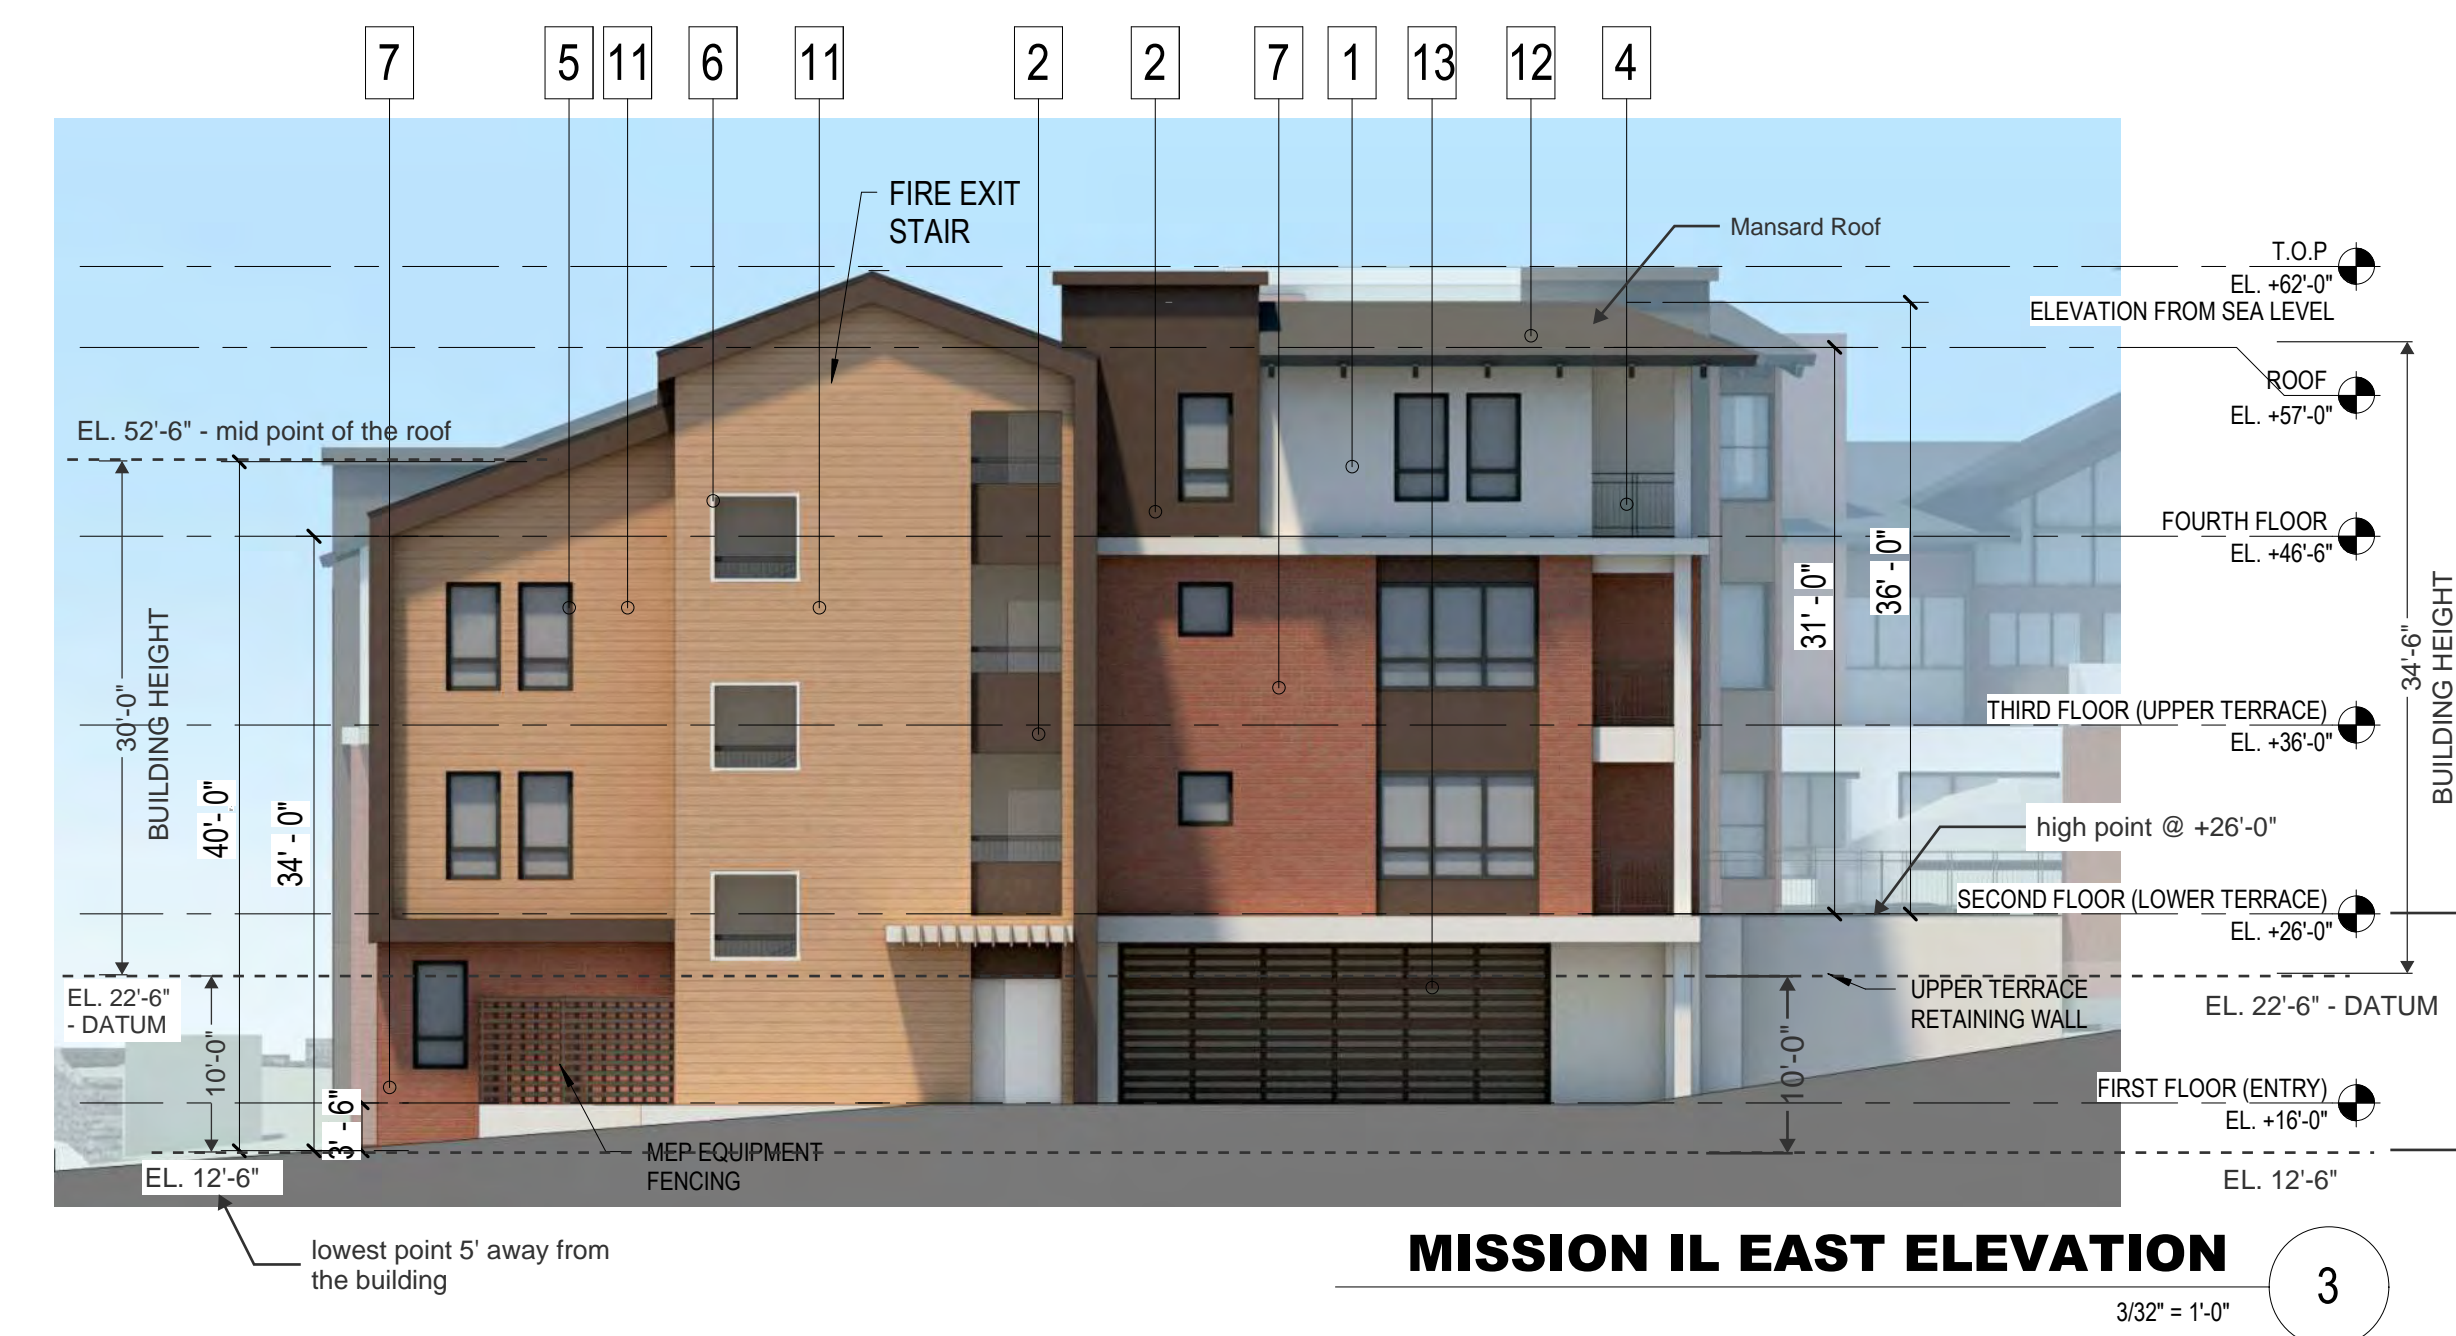 7 5 11 6 11 2 2 7 1 13 12 4
FIRE EXIT
STAIR
Mansard Roof
T.O.P
EL. +62'-0"
ELEVATION FROM SEA LEVEL
ROOF
EL. +57'-0"
EL. 52'-6" - mid point of the roof
FOURTH FLOOR
EL. +46'-6"
30'-0"
BUILDING HEIGHT
40'- 0"
34' - 0"
31' - 0"
36' - 0"
34'-6"
BUILDING HEIGHT
THIRD FLOOR (UPPER TERRACE)
EL. +36'-0"
high point @ +26'-0"
SECOND FLOOR (LOWER TERRACE)
EL. +26'-0"
EL. 22'-6"
- DATUM
UPPER TERRACE
RETAINING WALL
EL. 22'-6" - DATUM
10'-0"
3' - 6"
10'-0"
FIRST FLOOR (ENTRY)
EL. +16'-0"
MEP EQUIPMENT
FENCING
EL. 12'-6"
EL. 12'-6"
lowest point 5' away from
the building
MISSION IL EAST ELEVATION
3
3/32" = 1'-0"